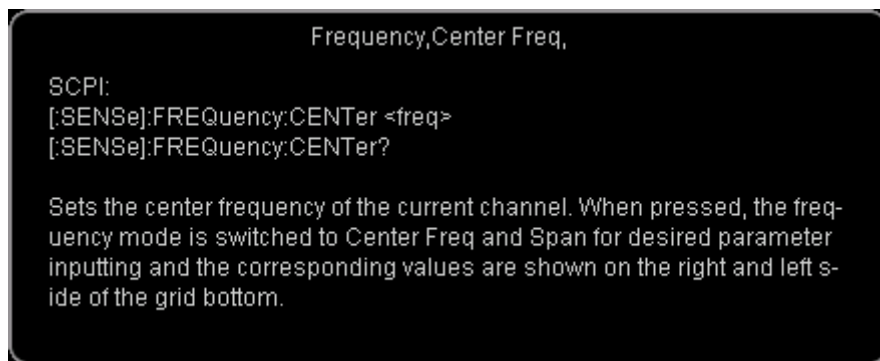 Frequency,Center Freq,
SCPI:
[:SENSe]:FREQuency:CENTer <freq>
[:SENSe]:FREQuency:CENTer?
Sets the center frequency of the current channel. When pressed, the freq-
uency mode is switched to Center Freq and Span for desired parameter
inputting and the corresponding values are shown on the right and left s-
ide of the grid bottom.